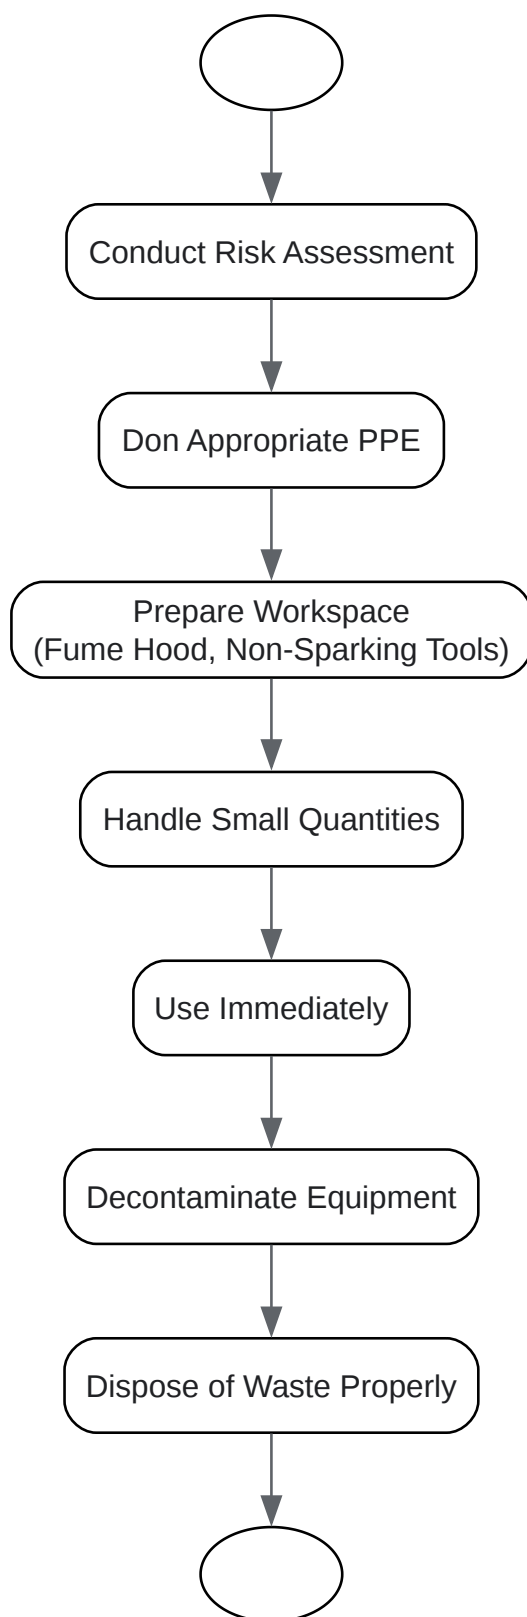 Conduct Risk Assessment
Don Appropriate PPE
Prepare Workspace
(Fume Hood, Non-Sparking Tools)
Handle Small Quantities
Use Immediately
Decontaminate Equipment
Dispose of Waste Properly